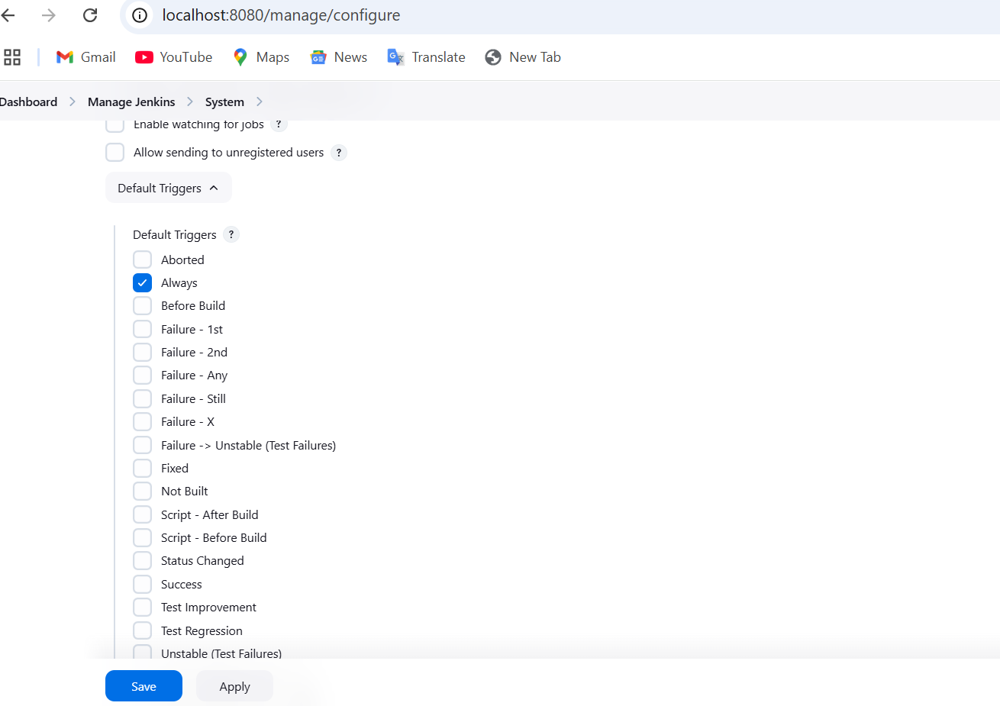 localhost:8080/manage/configure
Gmail YouTube Maps News Translate New Tab
Dashboard Manage Jenkins System
Enable watching for jobs ?
Allow sending to unregistered users ?
Default Triggers
Default Triggers ?
Aborted
Always
Before Build
Failure - 1st
Failure - 2nd
Failure - Any
Failure - Still
Failure - X
Failure -> Unstable (Test Failures)
Fixed
Not Built
Script - After Build
Script - Before Build
Status Changed
Success
Test Improvement
Test Regression
Unstable (Test Failures)
Save Apply